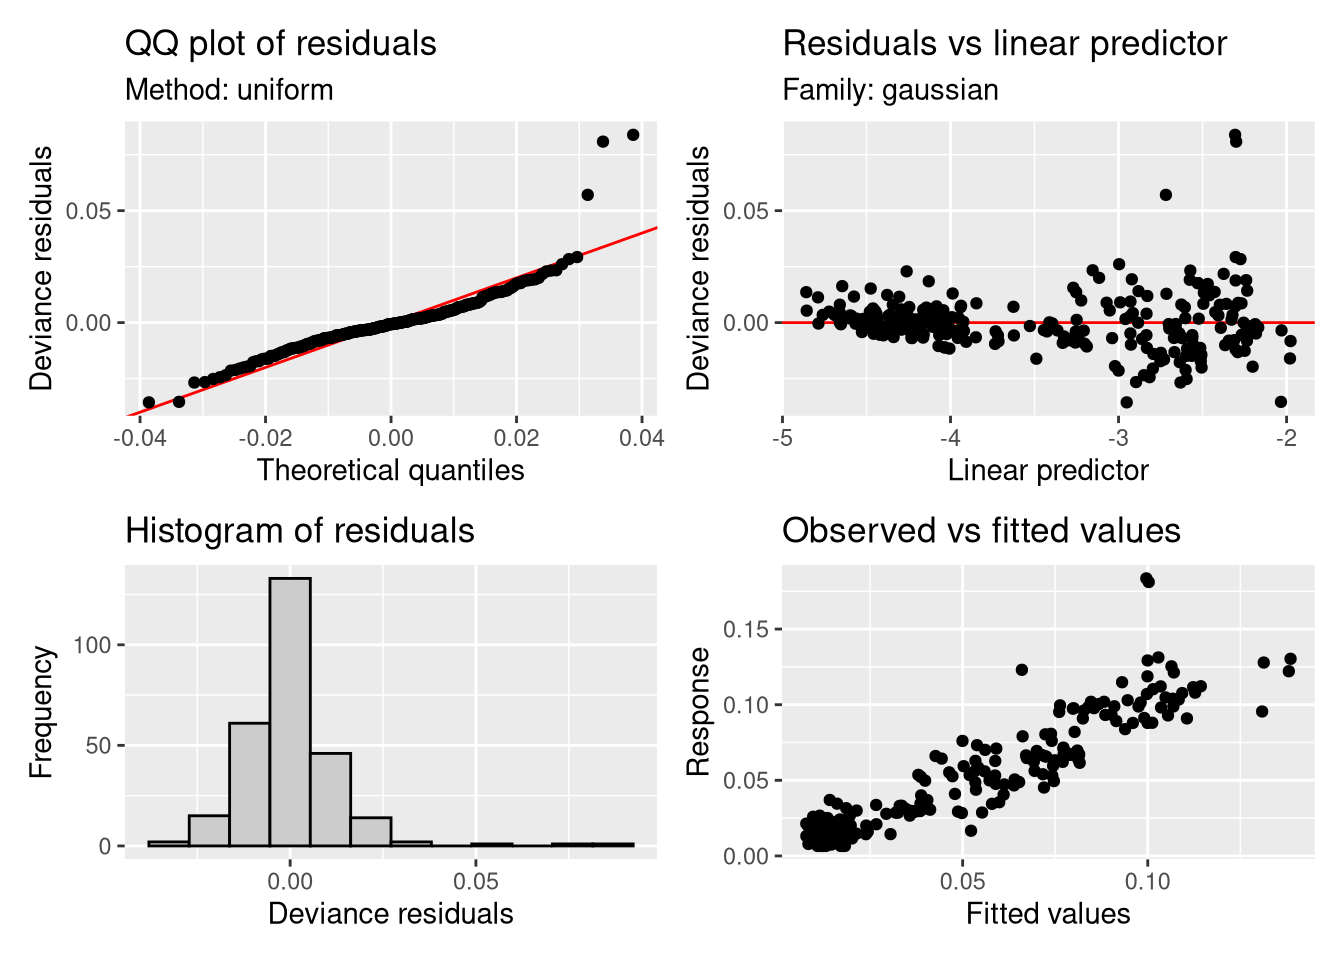 QQ plot of residuals
Method: uniform
Deviance residuals
0.05
0.00
-0.04
-0.02
0.00
0.02
0.04
Theoretical quantiles
Residuals vs linear predictor
Family: gaussian
Deviance residuals
0.05
0.00
-5
-4
-3
-2
Linear predictor
Histogram of residuals
Frequency
100
50
0
0.00
0.05
Deviance residuals
Observed vs fitted values
Response
0.15
0.10
0.05
0.00
0.05
0.10
Fitted values